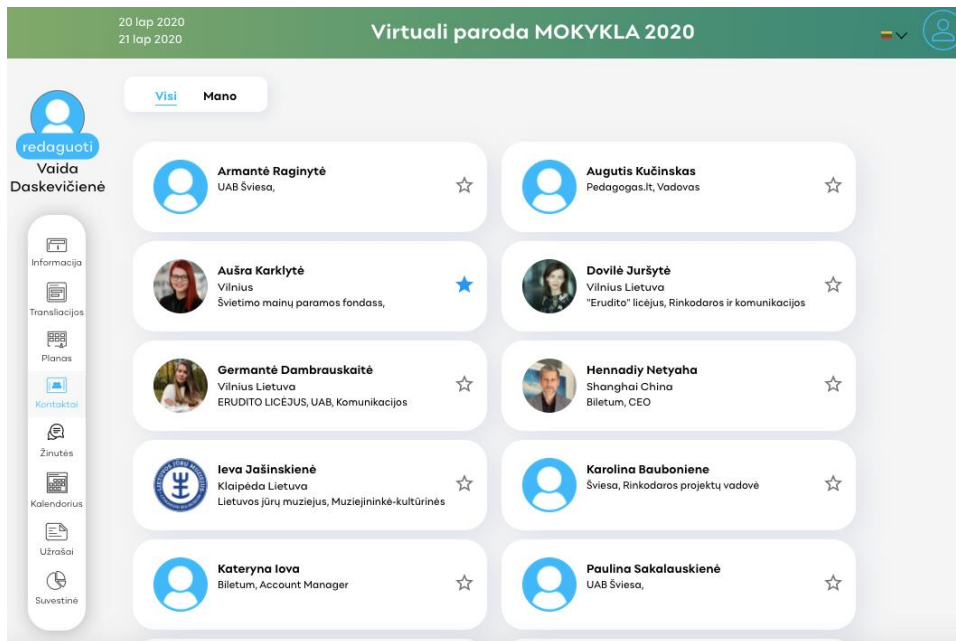 20 lap 2020
21 lap 2020
Virtuali paroda MOKYKLA 2020
redaguoti
Vaida
Daskevičienė
Informacija
Transliacijos
Planas
Kontaktai
Žinutės
Kalendorius
Užrašai
Suvestinė
Visi Mano
Armantė Raginytė
UAB Šviesa,
Augutis Kučinskas
Pedagogas.lt, Vadovas
Aušra Karklytė
Vilnius
Švietimo mainų paramos fondass,
Dovilė Juršytė
Vilnius Lietuva
"Erudito" licėjus, Rinkodaros ir komunikacijos
Germantė Dambrauskaitė
Vilnius Lietuva
ERUDITO LICĖJUS, UAB, Komunikacijos
Hennadiy Netyaha
Shanghai China
Biletum, CEO
Ieva Jašinskienė
Klaipėda Lietuva
Lietuvos jūrų muziejus, Muziejininkė-kultūrinės
Karolina Bauboniene
Šviesa, Rinkodaros projektų vadovė
Kateryna Iova
Biletum, Account Manager
Paulina Sakalauskienė
UAB Šviesa,